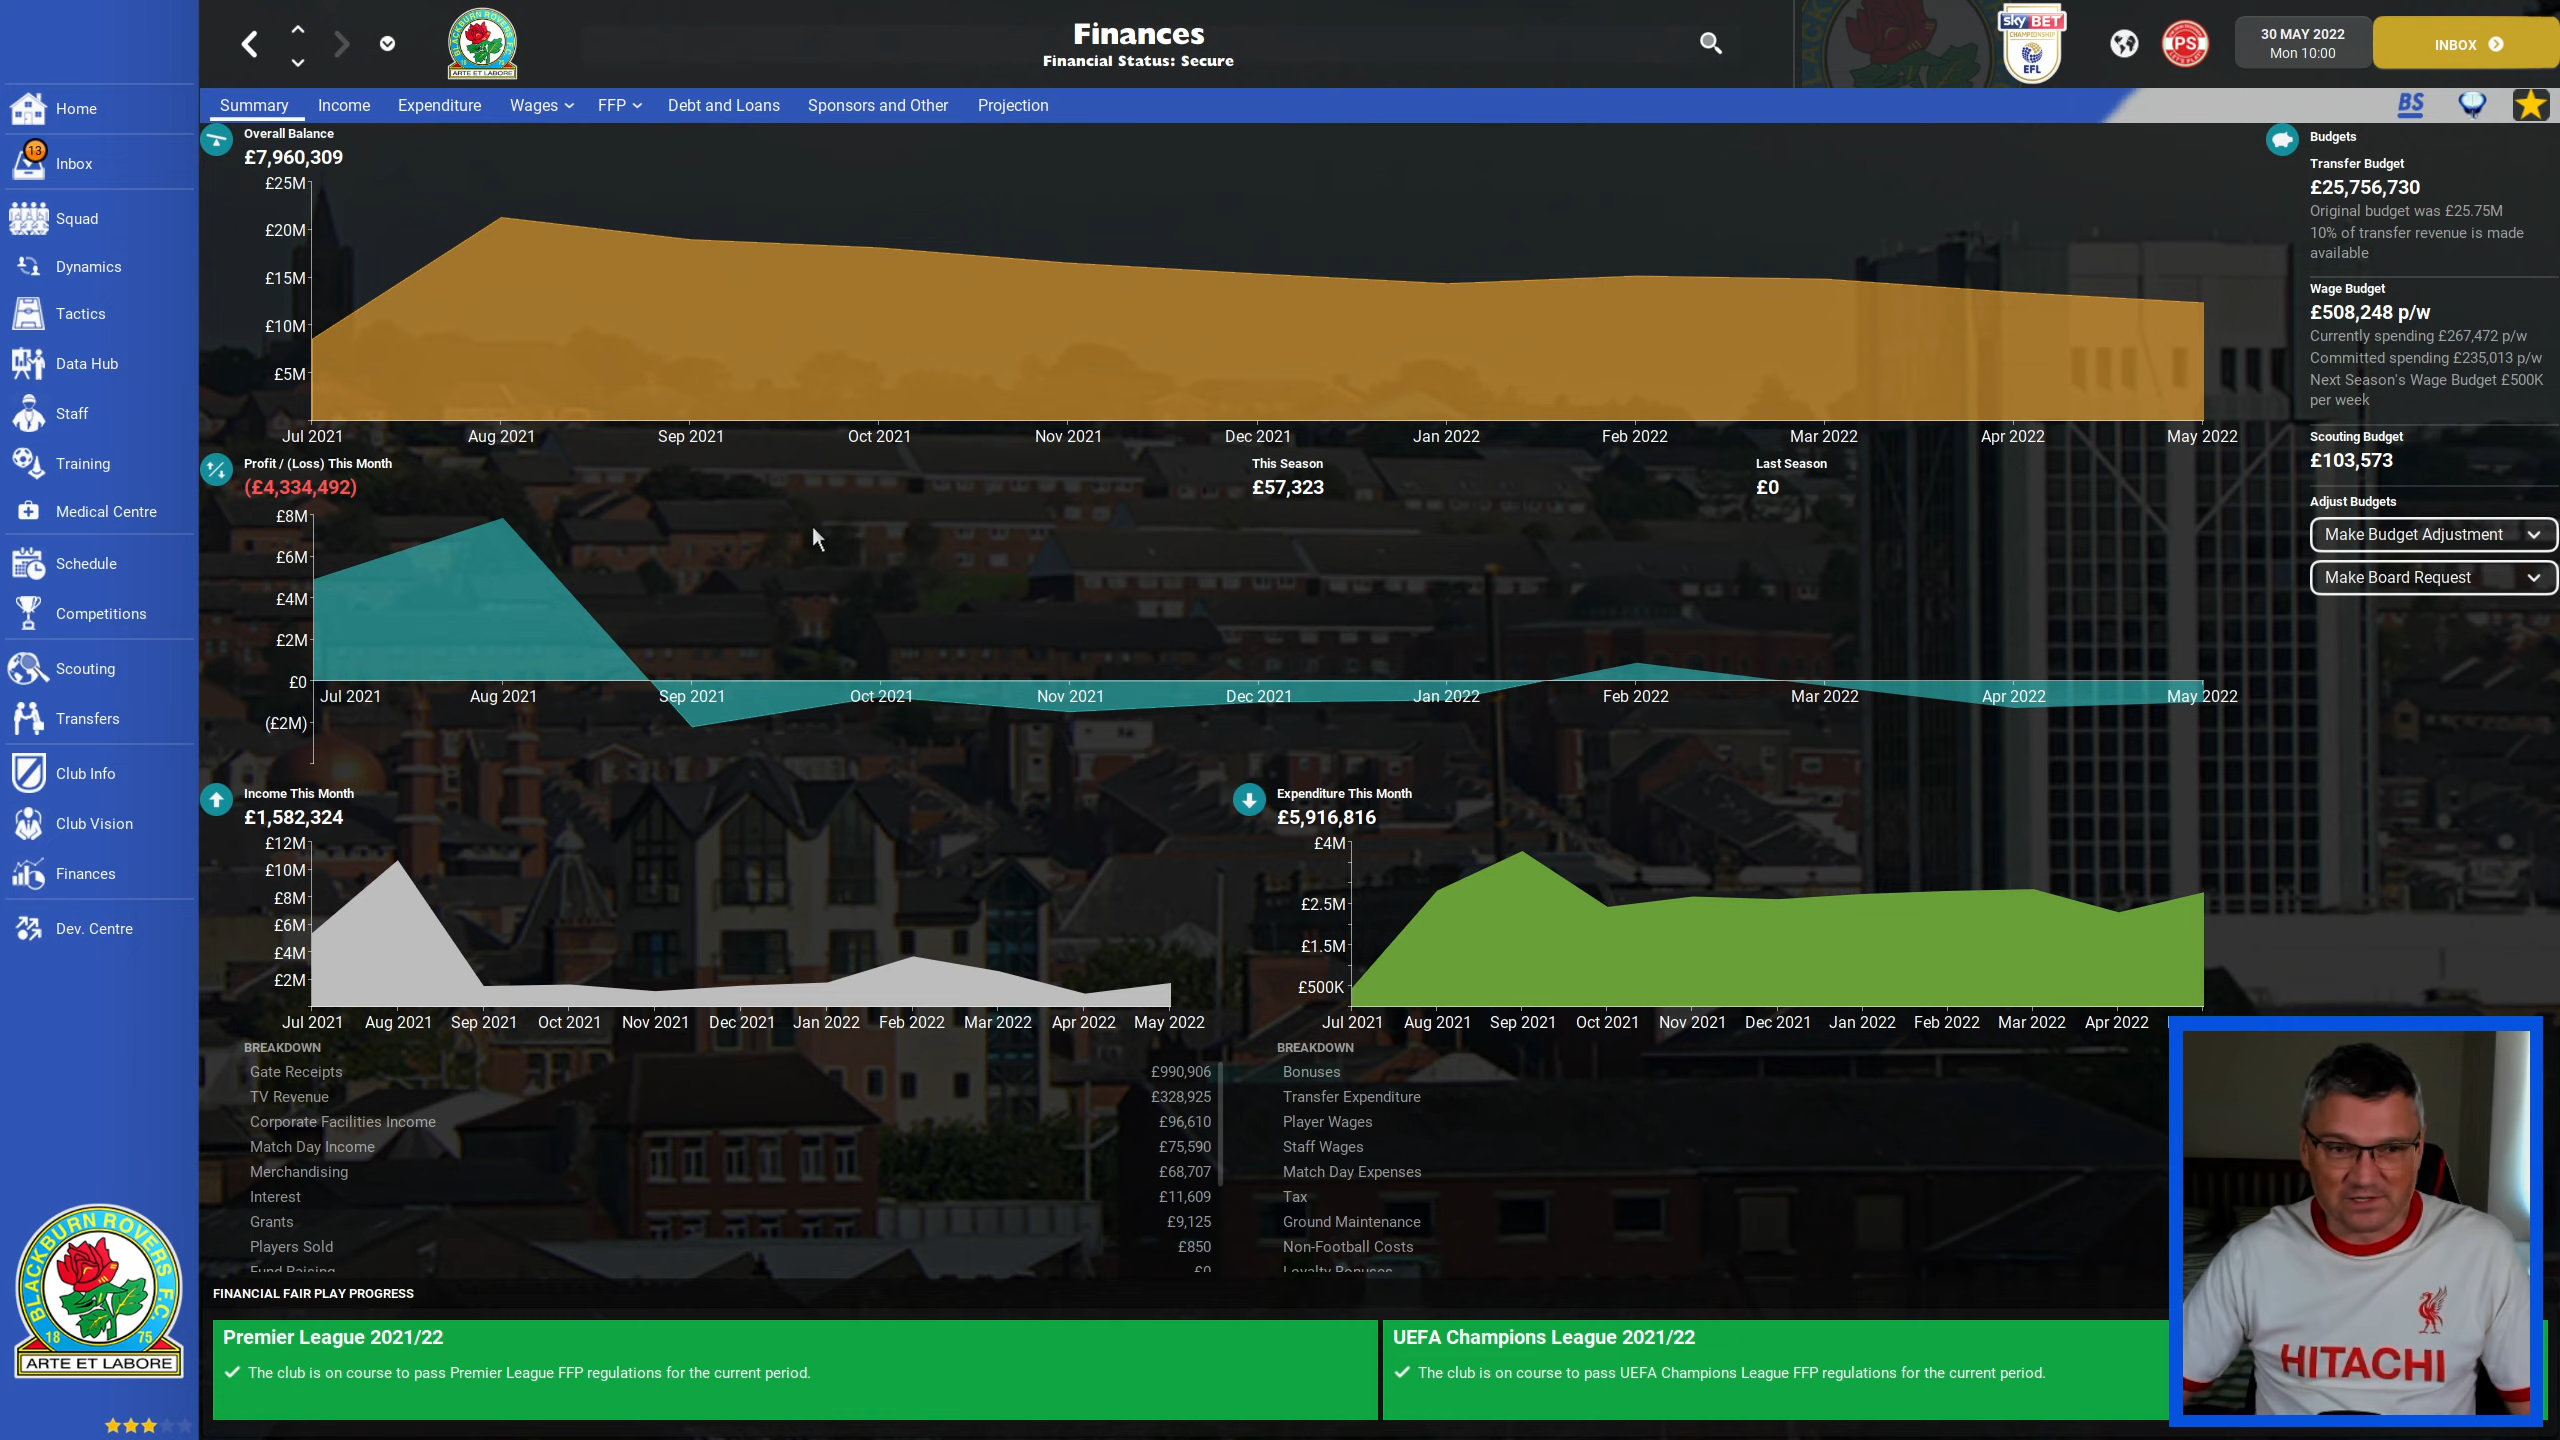 Finances
Financial Status: Secure
sky BET
CHAMPIONSHIP
EFL
PS
30 MAY 2022
Mon 10:00
INBOX
Home
13
Inbox
Squad
Dynamics
Tactics
Data Hub
Staff
Training
Medical Centre
Schedule
Competitions
Scouting
Transfers
Club Info
Club Vision
Finances
Dev. Centre
BLACKBURN ROVERS F.C.
18 75
ARTE ET LABORE
Summary Income Expenditure Wages FFP Debt and Loans Sponsors and Other Projection
BS
Overall Balance
£7,960,309
£25M
£20M
£15M
£10M
£5M
Jul 2021 Aug 2021 Sep 2021 Oct 2021 Nov 2021 Dec 2021 Jan 2022 Feb 2022 Mar 2022 Apr 2022 May 2022
Profit / (Loss) This Month
(£4,334,492)
This Season
£57,323
Last Season
£0
£8M
£6M
£4M
£2M
£0
(£2M)
Jul 2021 Aug 2021 Sep 2021 Oct 2021 Nov 2021 Dec 2021 Jan 2022 Feb 2022 Mar 2022 Apr 2022 May 2022
Income This Month
£1,582,324
£12M
£10M
£8M
£6M
£4M
£2M
Jul 2021 Aug 2021 Sep 2021 Oct 2021 Nov 2021 Dec 2021 Jan 2022 Feb 2022 Mar 2022 Apr 2022 May 2022
BREAKDOWN
Gate Receipts £990,906
TV Revenue £328,925
Corporate Facilities Income £96,610
Match Day Income £75,590
Merchandising £68,707
Interest £11,609
Grants £9,125
Players Sold £850
Fund Raising £0
Expenditure This Month
£5,916,816
£4M
£2.5M
£1.5M
£500K
Jul 2021 Aug 2021 Sep 2021 Oct 2021 Nov 2021 Dec 2021 Jan 2022 Feb 2022 Mar 2022 Apr 2022
BREAKDOWN
Bonuses
Transfer Expenditure
Player Wages
Staff Wages
Match Day Expenses
Tax
Ground Maintenance
Non-Football Costs
Loyalty Bonuses
Budgets
Transfer Budget
£25,756,730
Original budget was £25.75M
10% of transfer revenue is made
available
Wage Budget
£508,248 p/w
Currently spending £267,472 p/w
Committed spending £235,013 p/w
Next Season's Wage Budget £500K
per week
Scouting Budget
£103,573
Adjust Budgets
Make Budget Adjustment
Make Board Request
FINANCIAL FAIR PLAY PROGRESS
Premier League 2021/22
The club is on course to pass Premier League FFP regulations for the current period.
UEFA Champions League 2021/22
The club is on course to pass UEFA Champions League FFP regulations for the current period.
HITACHI